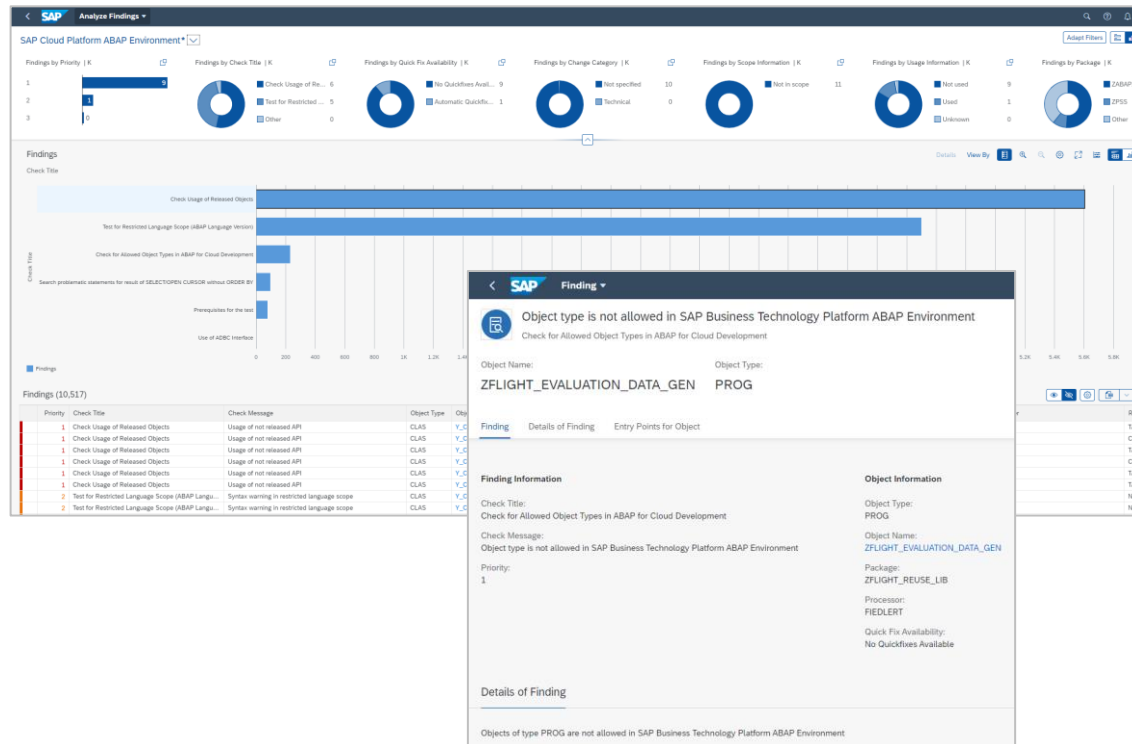 SAP Analyze Findings
SAP Cloud Platform ABAP Environment*
Adapt Filters
Findings by Priority | K
1 9
2 1
3 0
Findings by Check Title | K
Check Usage of Re... 6
Test for Restricted ... 5
Other 0
Findings by Quick Fix Availability | K
No Quickfixes Avail... 9
Automatic Quickfix... 1
Findings by Change Category | K
Not specified 10
Technical 0
Findings by Scope Information | K
Not in scope 11
Findings by Usage Information | K
Not used 9
Used 1
Unknown 0
Findings by Package | K
ZABAP
ZPSS
Other
Findings
Details View By
Check Title
Check Title
Check Usage of Released Objects
Test for Restricted Language Scope (ABAP Language Version)
Check for Allowed Object Types in ABAP for Cloud Development
Search problematic statements for result of SELECT/OPEN CURSOR without ORDER BY
Prerequisites for the test
Use of ADBC Interface
0 200 400 600 800 1K 1.2K 5.2K 5.4K 5.6K 5.8K
Findings
Findings (10,517)
Priority Check Title Check Message Object Type
1 Check Usage of Released Objects Usage of not released API CLAS
1 Check Usage of Released Objects Usage of not released API CLAS
1 Check Usage of Released Objects Usage of not released API CLAS
1 Check Usage of Released Objects Usage of not released API CLAS
1 Check Usage of Released Objects Usage of not released API CLAS
2 Test for Restricted Language Scope (ABAP Langu... Syntax warning in restricted language scope CLAS
2 Test for Restricted Language Scope (ABAP Langu... Syntax warning in restricted language scope CLAS
SAP Finding
Object type is not allowed in SAP Business Technology Platform ABAP Environment
Check for Allowed Object Types in ABAP for Cloud Development
Object Name: Object Type:
ZFLIGHT_EVALUATION_DATA_GEN PROG
Finding Details of Finding Entry Points for Object
Finding Information
Check Title:
Check for Allowed Object Types in ABAP for Cloud Development
Check Message:
Object type is not allowed in SAP Business Technology Platform ABAP Environment
Priority:
1
Object Information
Object Type:
PROG
Object Name:
ZFLIGHT_EVALUATION_DATA_GEN
Package:
ZFLIGHT_REUSE_LIB
Processor:
FIEDLERT
Quick Fix Availability:
No Quickfixes Available
Details of Finding
Objects of type PROG are not allowed in SAP Business Technology Platform ABAP Environment